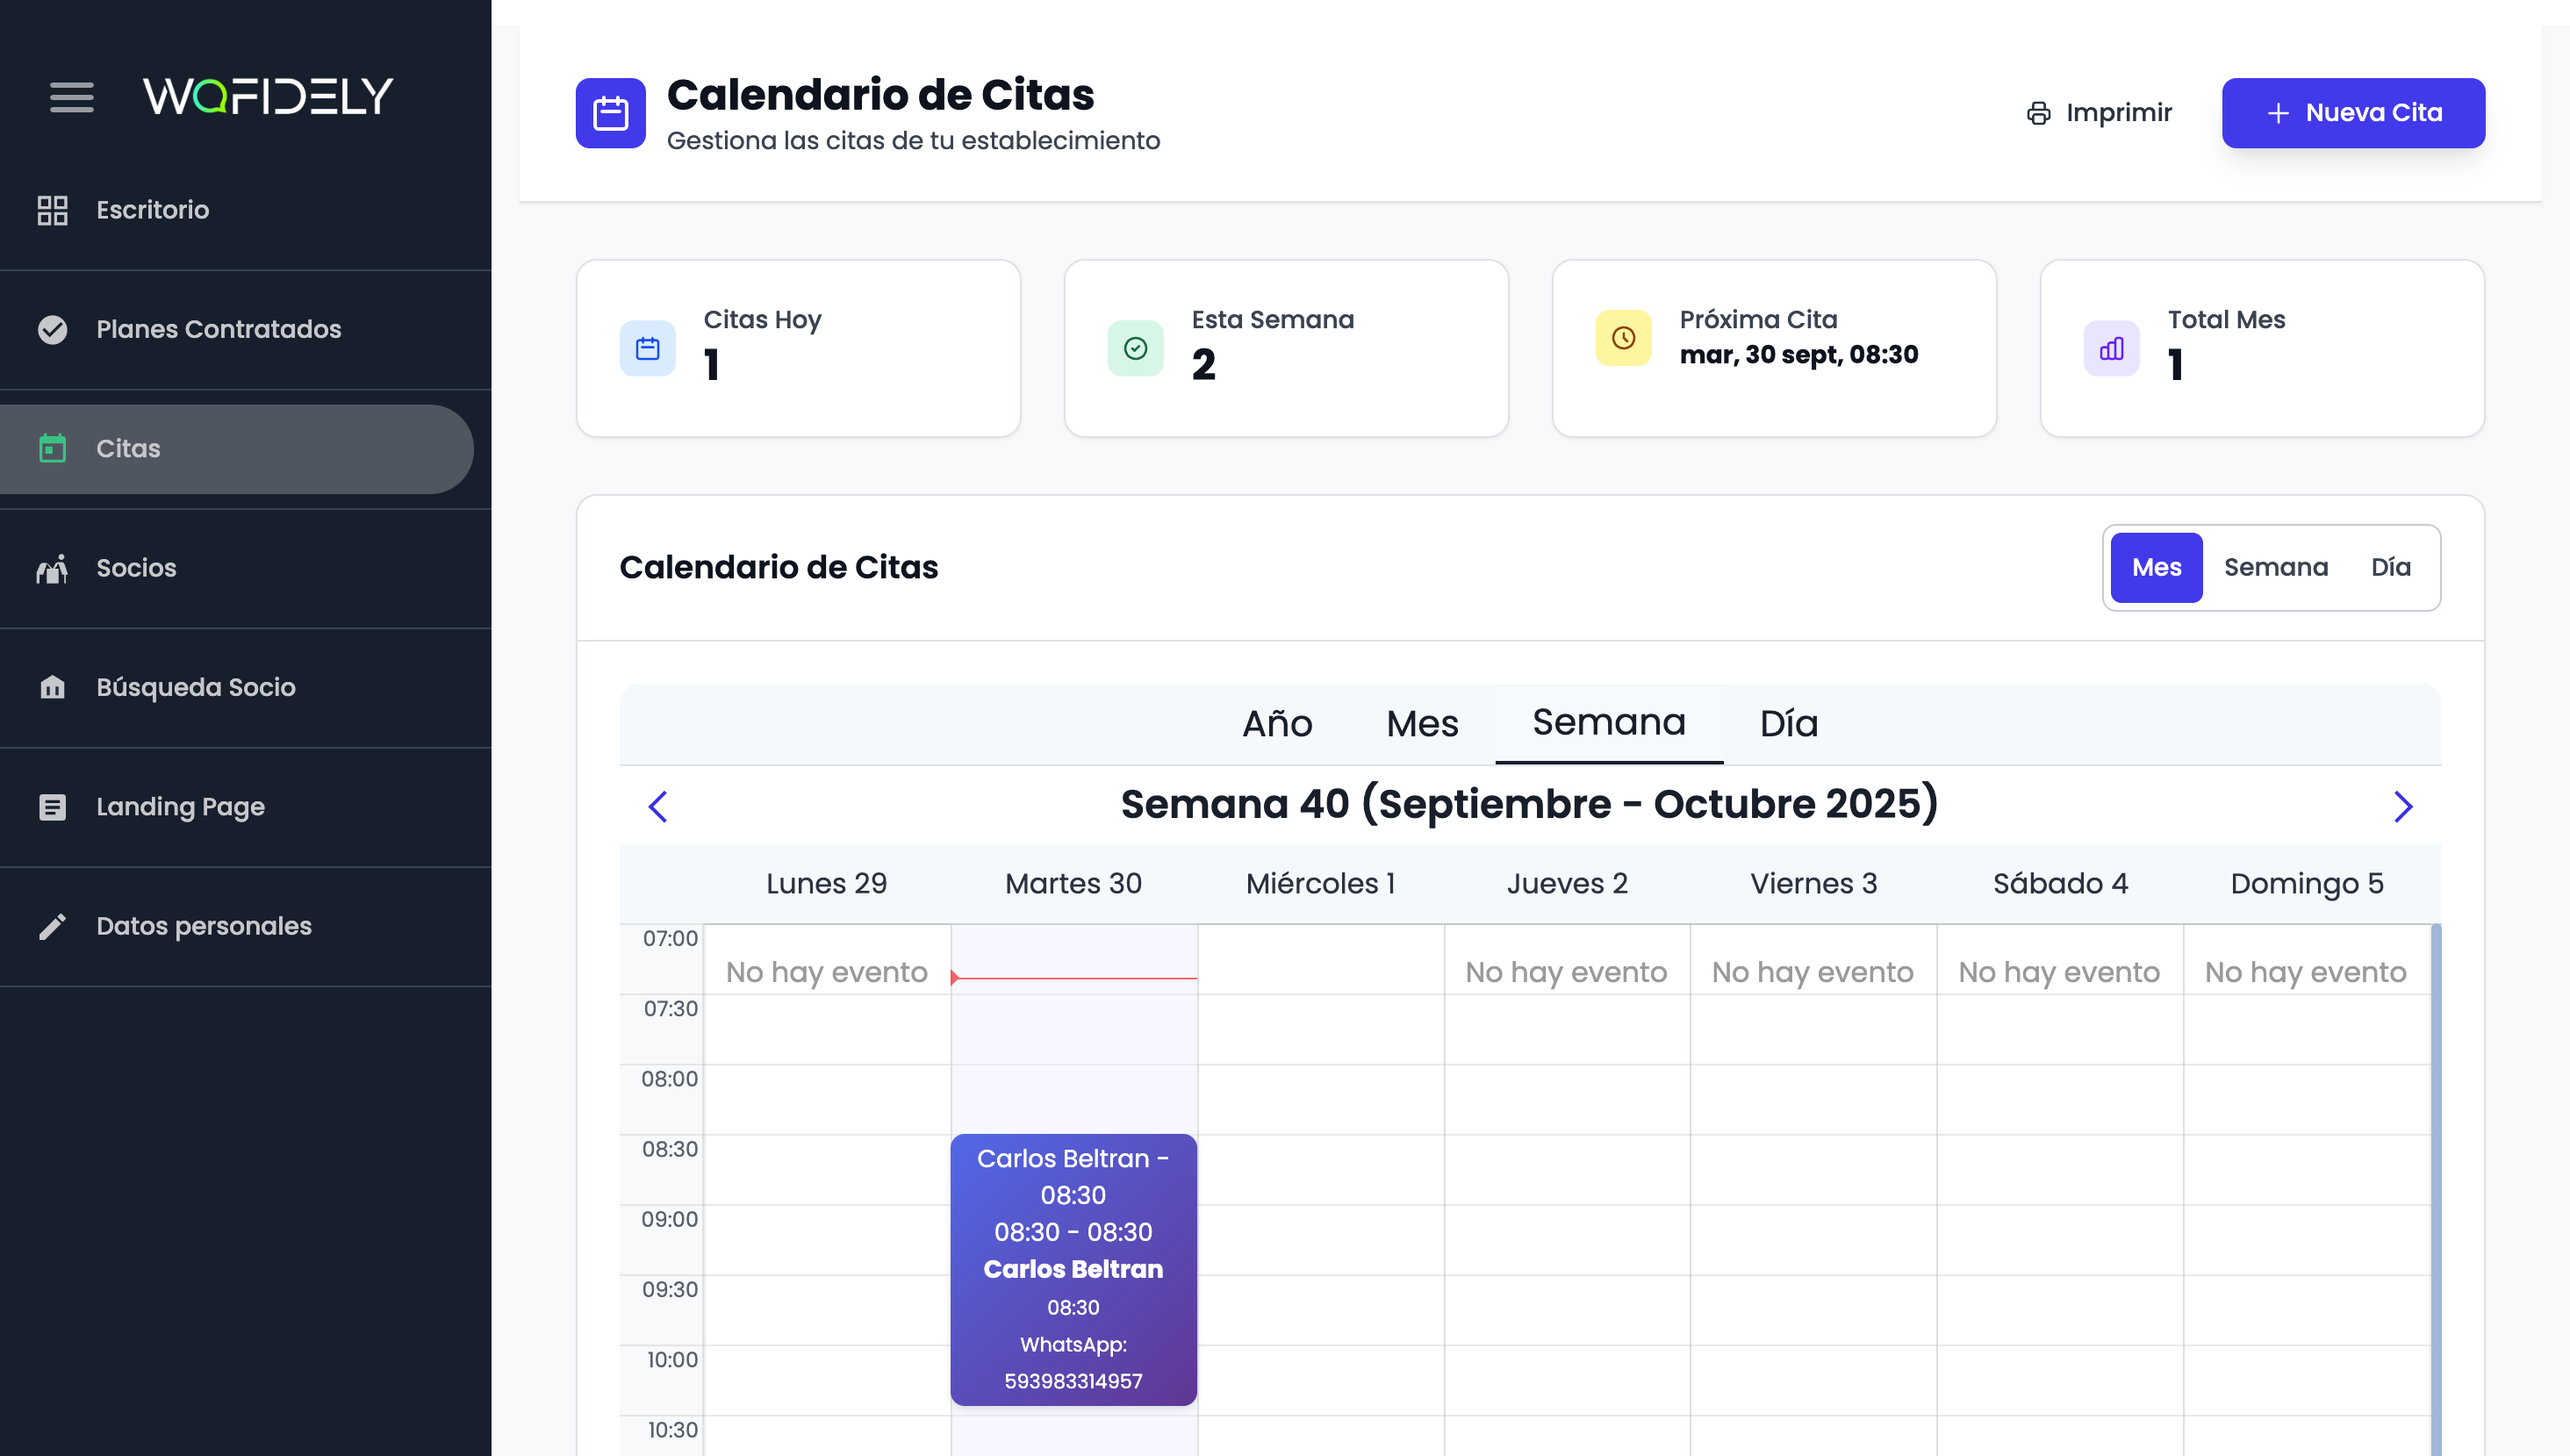 WOFIDELY
Escritorio
Planes Contratados
Citas
Socios
Búsqueda Socio
Landing Page
Datos personales
Calendario de Citas
Gestiona las citas de tu establecimiento
Imprimir
Nueva Cita
Citas Hoy
1
Esta Semana
2
Próxima Cita
mar, 30 sept, 08:30
Total Mes
1
Calendario de Citas
Mes Semana Día
Año Mes Semana Día
Semana 40 (Septiembre - Octubre 2025)
Lunes 29 Martes 30 Miércoles 1 Jueves 2 Viernes 3 Sábado 4 Domingo 5
07:00
No hay evento No hay evento No hay evento No hay evento No hay evento
07:30
08:00
08:30
Carlos Beltran -
08:30
09:00
08:30 - 08:30
Carlos Beltran
09:30
08:30
WhatsApp:
10:00
593983314957
10:30